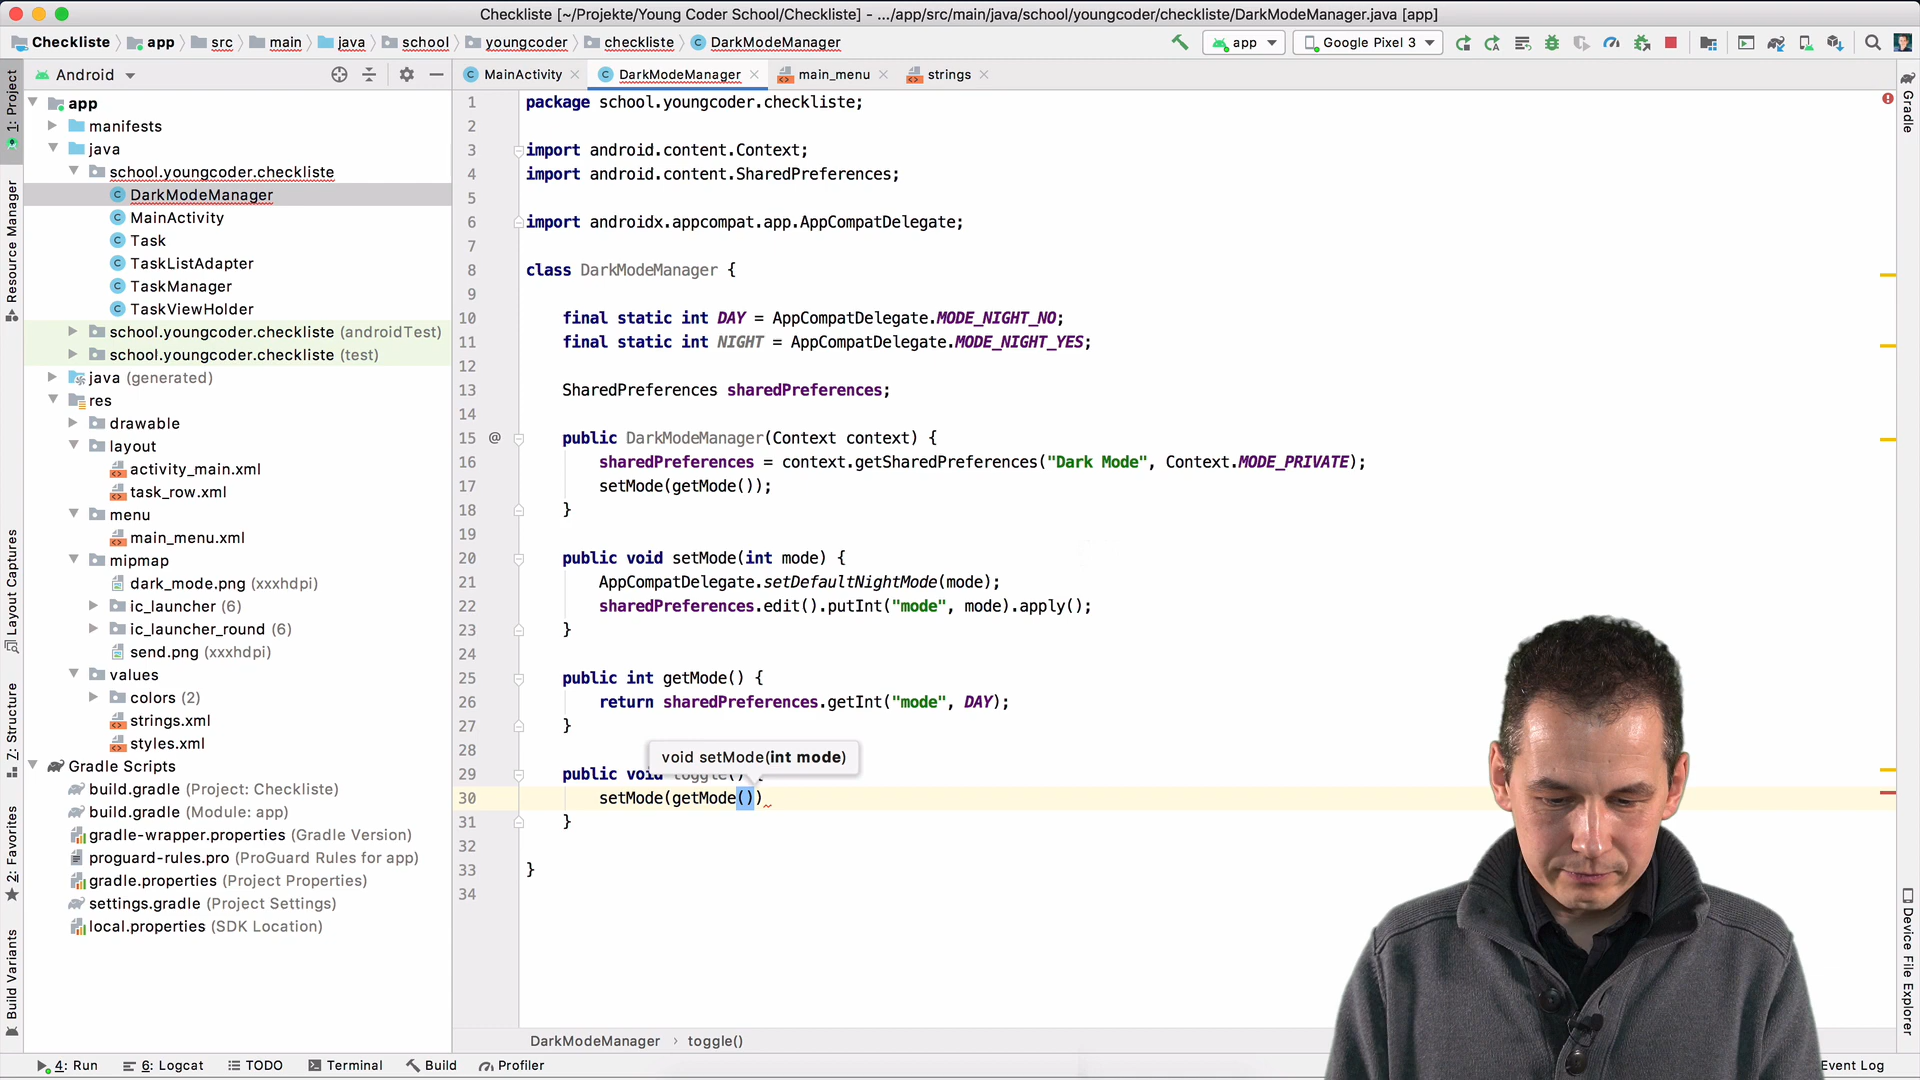 Checkliste [~/Projekte/Young Coder School/Checkliste] - .../app/src/main/java/school/youngcoder/checkliste/DarkModeManager.java [app]
Checkliste app src main java school youngcoder checkliste DarkModeManager
app Google Pixel 3
Android
MainActivity DarkModeManager main_menu strings
1: Project
Resource Manager
Layout Captures
Z: Structure
2: Favorites
Build Variants
app
manifests
java
school.youngcoder.checkliste
DarkModeManager
MainActivity
Task
TaskListAdapter
TaskManager
TaskViewHolder
school.youngcoder.checkliste (androidTest)
school.youngcoder.checkliste (test)
java (generated)
res
drawable
layout
activity_main.xml
task_row.xml
menu
main_menu.xml
mipmap
dark_mode.png (xxxhdpi)
ic_launcher (6)
ic_launcher_round (6)
send.png (xxxhdpi)
values
colors (2)
strings.xml
styles.xml
Gradle Scripts
build.gradle (Project: Checkliste)
build.gradle (Module: app)
gradle-wrapper.properties (Gradle Version)
proguard-rules.pro (ProGuard Rules for app)
gradle.properties (Project Properties)
settings.gradle (Project Settings)
local.properties (SDK Location)
1 package school.youngcoder.checkliste;
2
3 import android.content.Context;
4 import android.content.SharedPreferences;
5
6 import androidx.appcompat.app.AppCompatDelegate;
7
8 class DarkModeManager {
9
10 final static int DAY = AppCompatDelegate.MODE_NIGHT_NO;
11 final static int NIGHT = AppCompatDelegate.MODE_NIGHT_YES;
12
13 SharedPreferences sharedPreferences;
14
15 @ public DarkModeManager(Context context) {
16 sharedPreferences = context.getSharedPreferences("Dark Mode", Context.MODE_PRIVATE);
17 setMode(getMode());
18 }
19
20 public void setMode(int mode) {
21 AppCompatDelegate.setDefaultNightMode(mode);
22 sharedPreferences.edit().putInt("mode", mode).apply();
23 }
24
25 public int getMode() {
26 return sharedPreferences.getInt("mode", DAY);
27 }
28
void setMode(int mode)
29 public void toggle() {
30 setMode(getMode())
31 }
32
33 }
34
Gradle
Device File Explorer
DarkModeManager › toggle()
4: Run 6: Logcat TODO Terminal Build Profiler Event Log